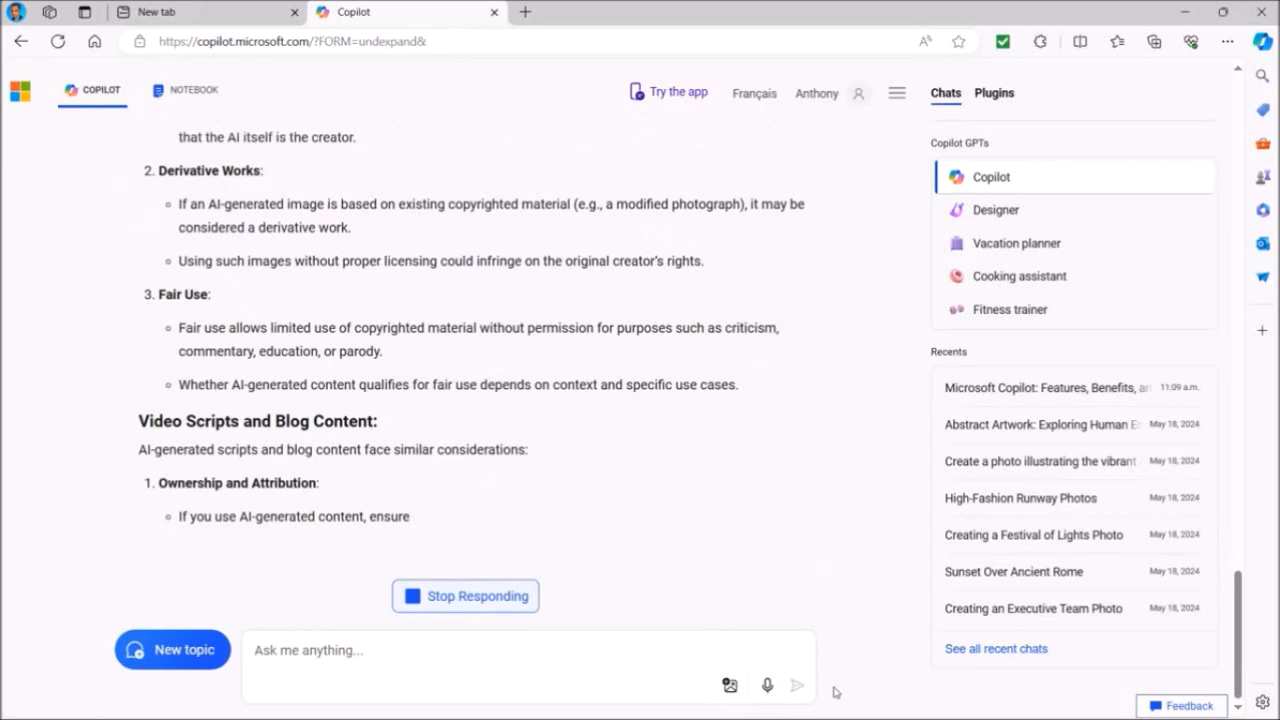 New tab
Copilot
https://copilot.microsoft.com/?FORM=undexpand&
COPILOT
NOTEBOOK
Try the app
Français
Anthony
Chats
Plugins
that the AI itself is the creator.
2. Derivative Works:
If an AI-generated image is based on existing copyrighted material (e.g., a modified photograph), it may be
considered a derivative work.
Using such images without proper licensing could infringe on the original creator's rights.
3. Fair Use:
Fair use allows limited use of copyrighted material without permission for purposes such as criticism,
commentary, education, or parody.
Whether AI-generated content qualifies for fair use depends on context and specific use cases.
Video Scripts and Blog Content:
AI-generated scripts and blog content face similar considerations:
1. Ownership and Attribution:
If you use AI-generated content, ensure
Stop Responding
New topic
Ask me anything...
Copilot GPTs
Copilot
Designer
Vacation planner
Cooking assistant
Fitness trainer
Recents
Microsoft Copilot: Features, Benefits, an 11:09 a.m.
Abstract Artwork: Exploring Human E May 18, 2024
Create a photo illustrating the vibrant May 18, 2024
High-Fashion Runway Photos May 18, 2024
Creating a Festival of Lights Photo May 18, 2024
Sunset Over Ancient Rome May 18, 2024
Creating an Executive Team Photo May 18, 2024
See all recent chats
Feedback